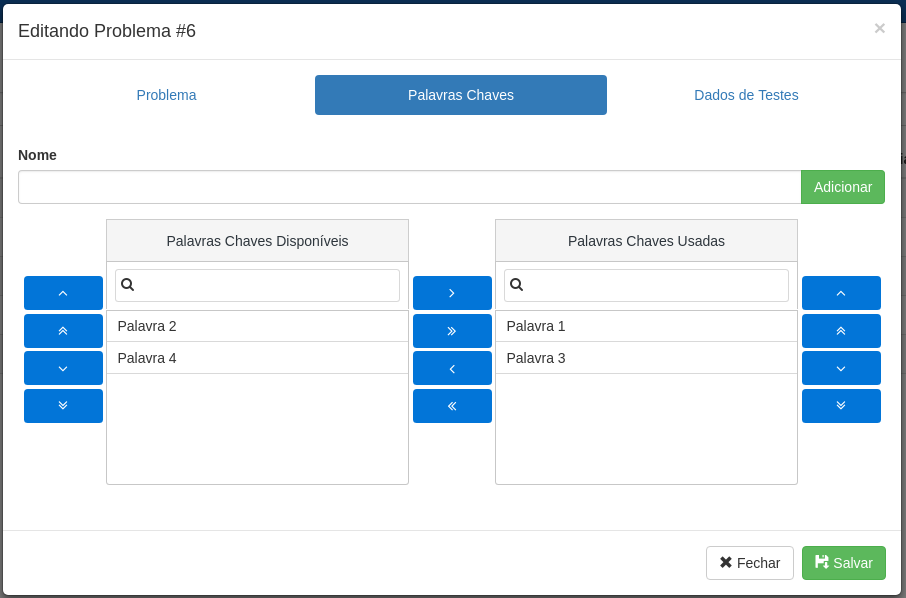 Editando Problema #6
×
Problema
Palavras Chaves
Dados de Testes
Nome
Adicionar
Palavras Chaves Disponíveis
Palavras Chaves Usadas
Palavra 2
Palavra 4
Palavra 1
Palavra 3
Fechar
Salvar